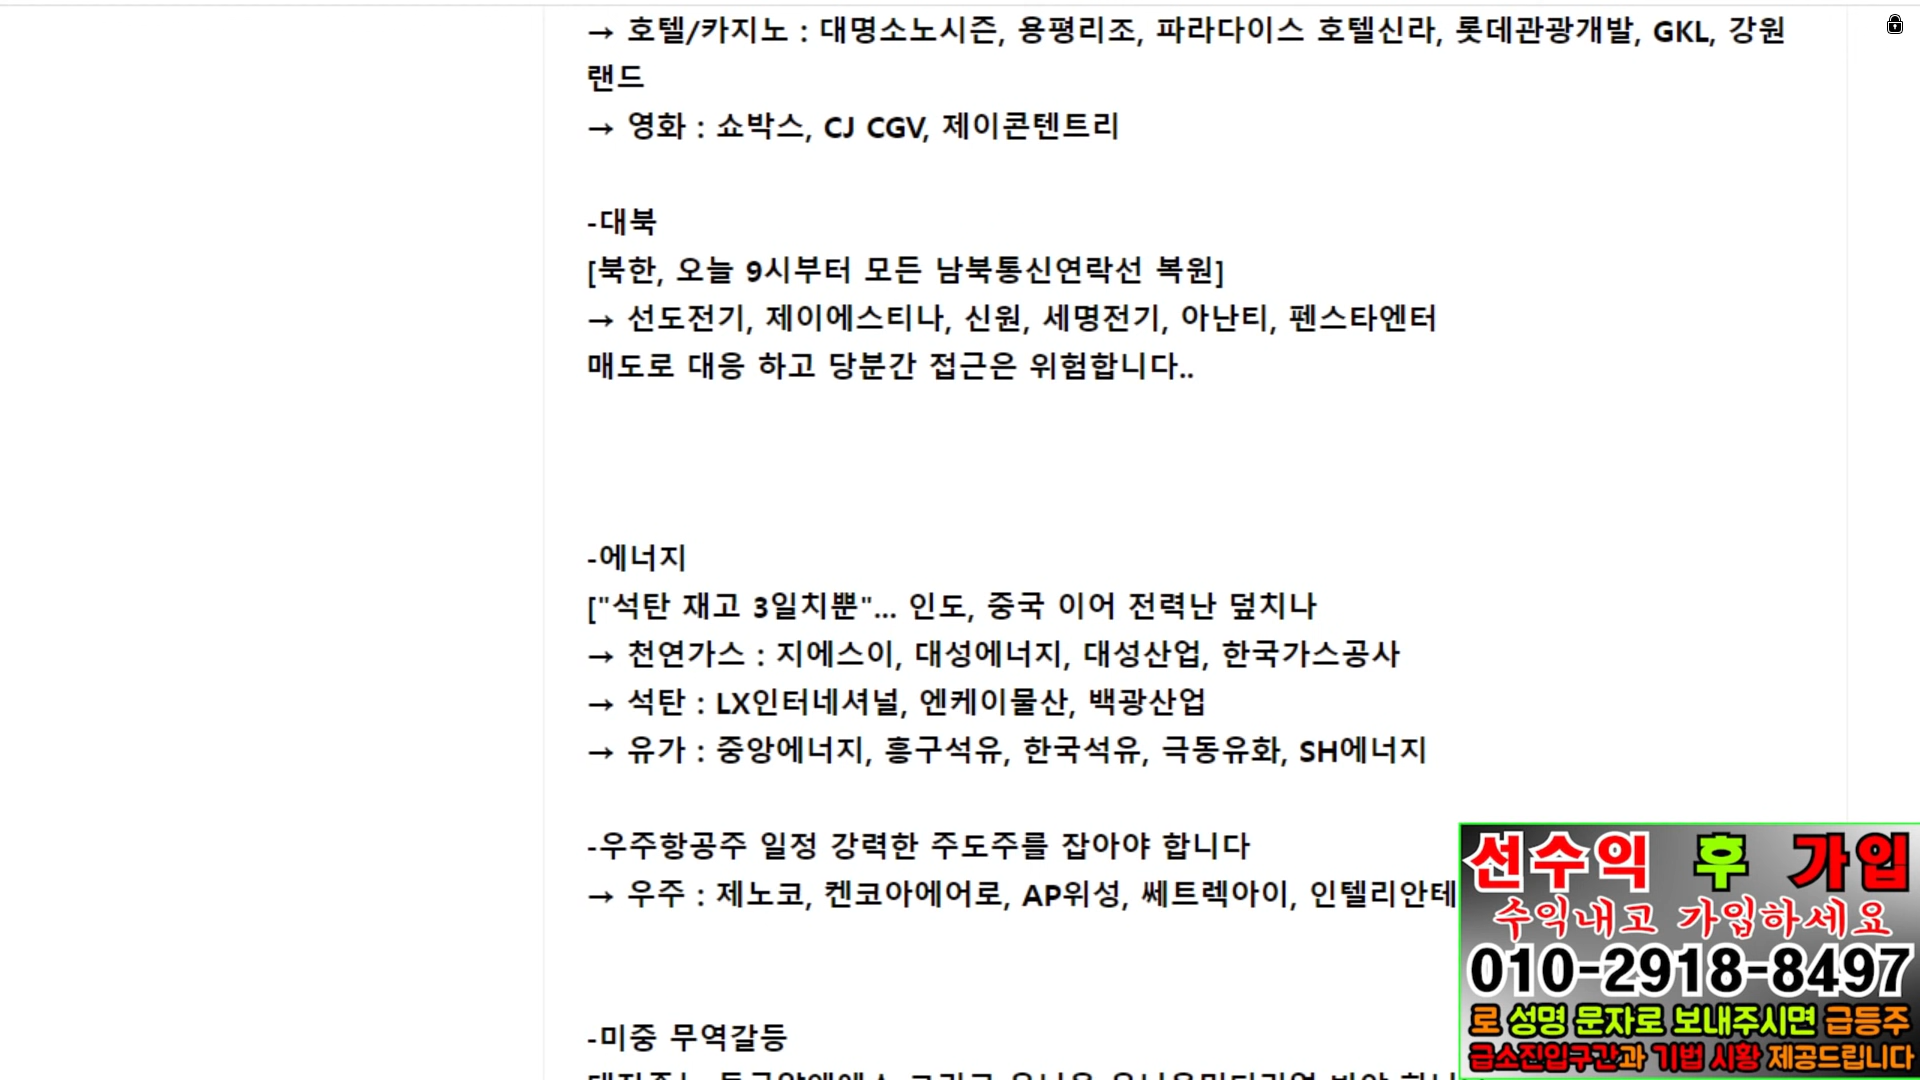 → 호텔/카지노 : 대명소노시즌, 용평리조, 파라다이스 호텔신라, 롯데관광개발, GKL, 강원
랜드
→ 영화 : 쇼박스, CJ CGV, 제이콘텐트리
-대북
[북한, 오늘 9시부터 모든 남북통신연락선 복원]
→ 선도전기, 제이에스티나, 신원, 세명전기, 아난티, 펜스타엔터
매도로 대응 하고 당분간 접근은 위험합니다..
-에너지
["석탄 재고 3일치뿐"... 인도, 중국 이어 전력난 덮치나
→ 천연가스 : 지에스이, 대성에너지, 대성산업, 한국가스공사
→ 석탄 : LX인터네셔널, 엔케이물산, 백광산업
→ 유가 : 중앙에너지, 흥구석유, 한국석유, 극동유화, SH에너지
-우주항공주 일정 강력한 주도주를 잡아야 합니다
→ 우주 : 제노코, 켄코아에어로, AP위성, 쎄트렉아이, 인텔리안테
-미중 무역갈등
선수익 후 가입
수익내고 가입하세요
010-2918-8497
로 성명 문자로 보내주시면 급등주
급소진입구간과 기법 시황 제공드립니다